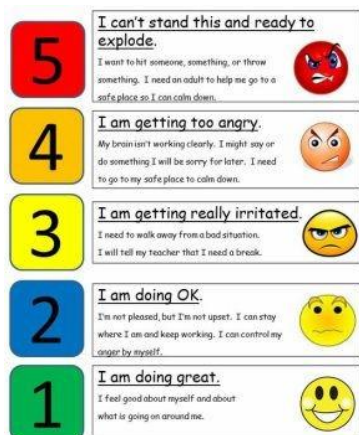 5
I can't stand this and ready to
explode.
I want to hit someone, something, or throw
something. I need an adult to help me go to a
safe place so I can calm down.
4
I am getting too angry.
My brain isn't working clearly. I might say or
do something I will be sorry for later. I need
to go to my safe place to calm down.
3
I am getting really irritated.
I need to walk away from a bad situation.
I will tell my teacher that I need a break.
2
I am doing OK.
I'm not pleased, but I'm not upset. I can stay
where I am and keep working. I can control my
anger by myself.
1
I am doing great.
I feel good about myself and about
what is going on around me.